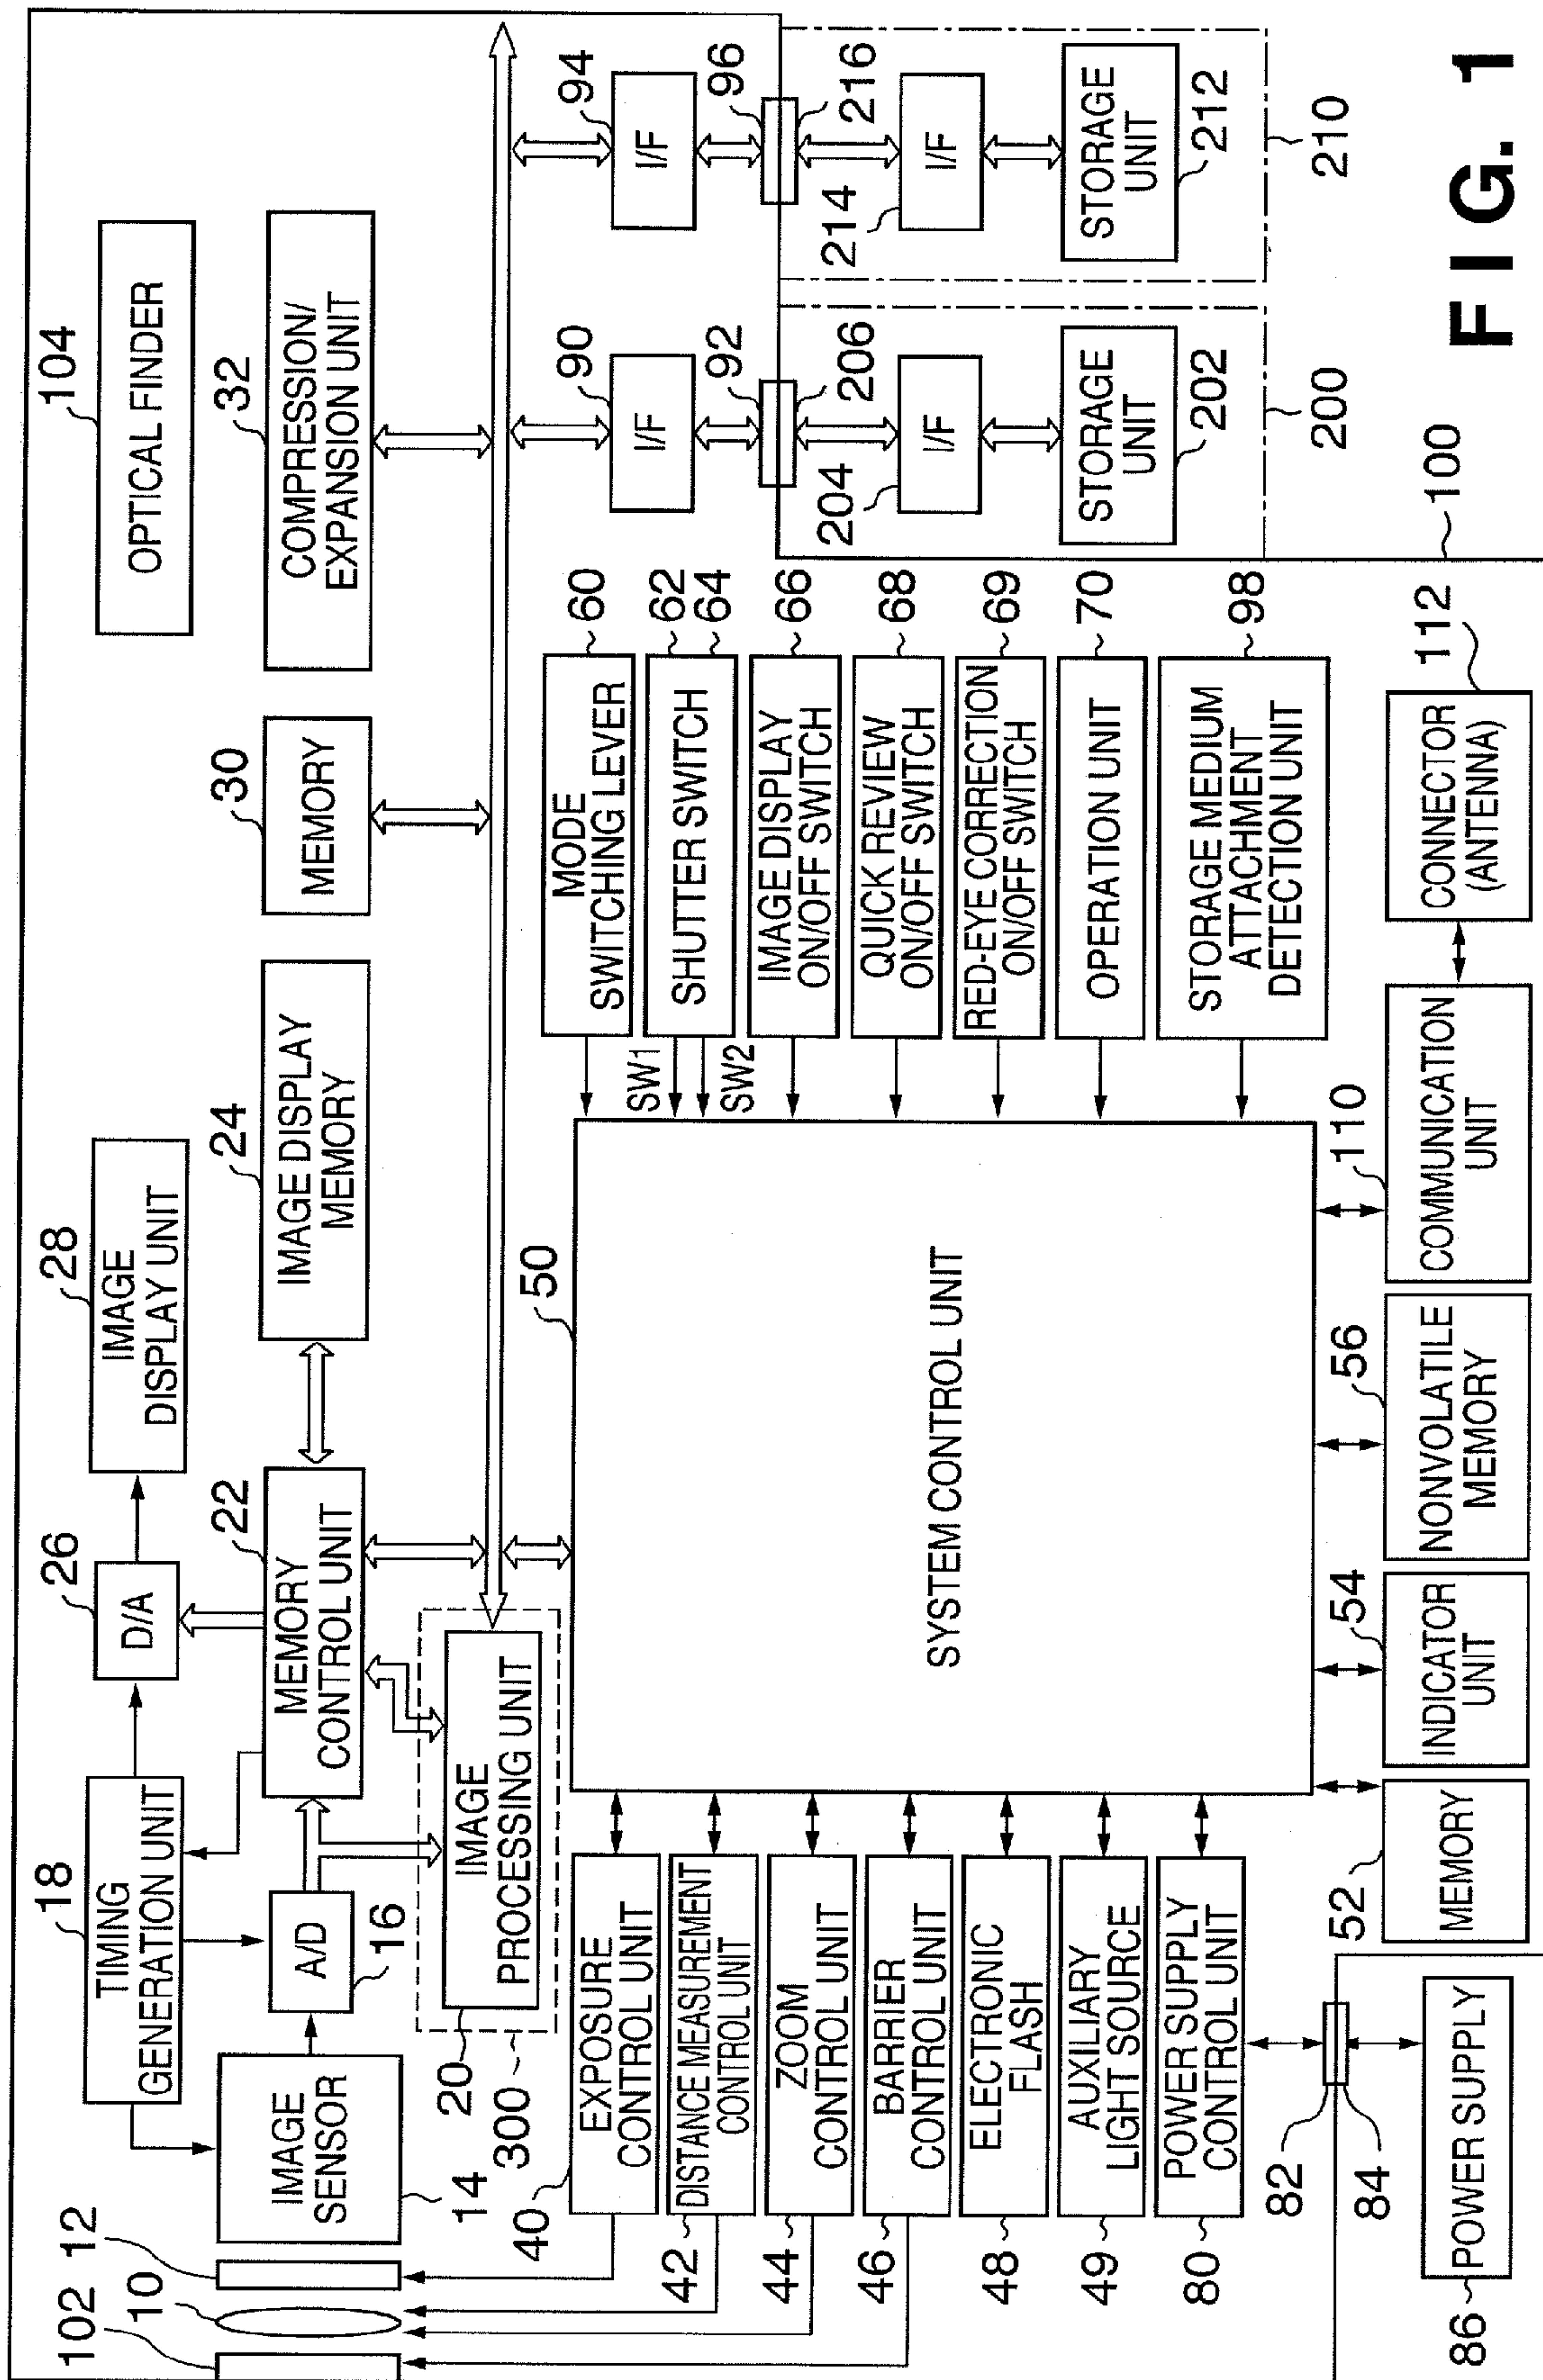 102
10
12
IMAGE
SENSOR
14
18
TIMING
GENERATION UNIT
A/D
16
26
D/A
28
IMAGE
DISPLAY UNIT
22
MEMORY
CONTROL UNIT
24
IMAGE DISPLAY
MEMORY
30
MEMORY
104
OPTICAL FINDER
32
COMPRESSION/
EXPANSION UNIT
20
IMAGE
PROCESSING UNIT
300
40
EXPOSURE
CONTROL UNIT
42
DISTANCE MEASUREMENT
CONTROL UNIT
44
ZOOM
CONTROL UNIT
46
BARRIER
CONTROL UNIT
48
ELECTRONIC
FLASH
49
AUXILIARY
LIGHT SOURCE
80
POWER SUPPLY
CONTROL UNIT
82
84
86
POWER SUPPLY
50
SYSTEM CONTROL UNIT
MODE
SWITCHING LEVER
60
SW1
SW2
SHUTTER SWITCH
62
64
IMAGE DISPLAY
ON/OFF SWITCH
66
QUICK REVIEW
ON/OFF SWITCH
68
RED-EYE CORRECTION
ON/OFF SWITCH
69
OPERATION UNIT
70
STORAGE MEDIUM
ATTACHMENT
DETECTION UNIT
98
52
MEMORY
54
INDICATOR
UNIT
56
NONVOLATILE
MEMORY
110
COMMUNICATION
UNIT
112
CONNECTOR
(ANTENNA)
100
90
I/F
92
206
204
I/F
STORAGE
UNIT
202
200
94
I/F
96
216
214
I/F
STORAGE
UNIT
212
210
FIG. 1